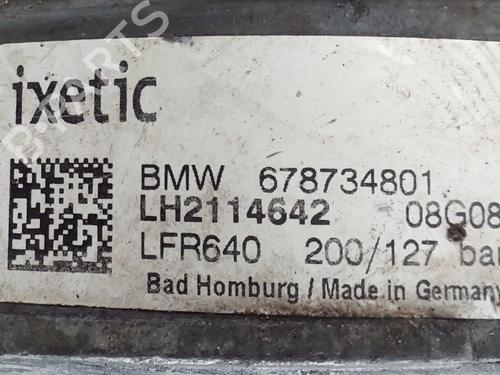 ixetic
BMW 678734801
LH2114642 08G08
LFR640 200/127 bar
Bad Homburg / Made in Germany